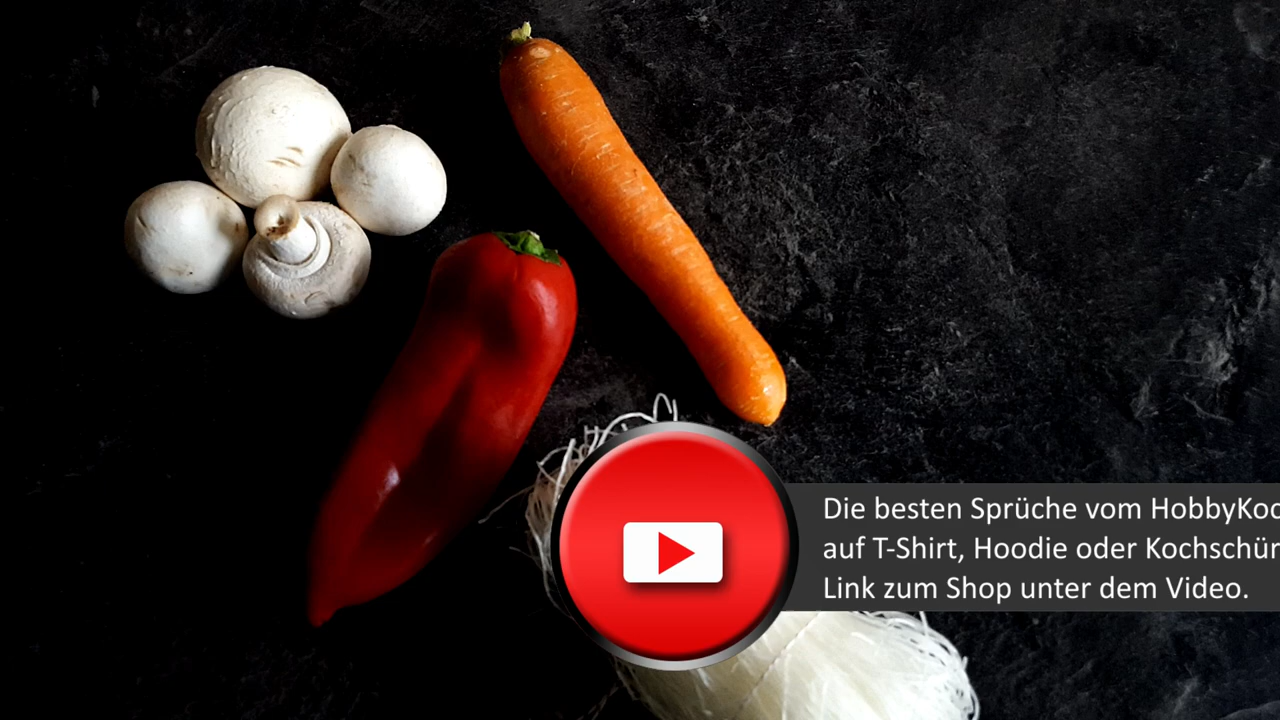 Die besten Sprüche vom HobbyKoc
auf T-Shirt, Hoodie oder Kochschür
Link zum Shop unter dem Video.